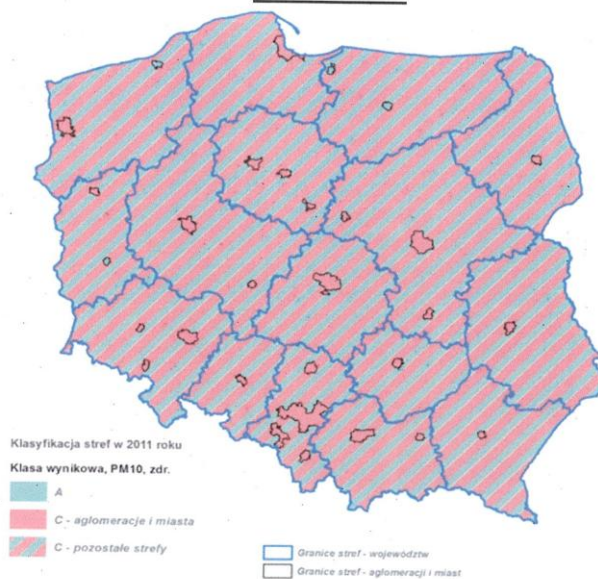 Klasyfikacja stref w 2011 roku
Klasa wynikowa, PM10, zdr.
A
C - aglomeracje i miasta
C - pozostałe strefy
Granice stref - województw
Granice stref - aglomeracji i miast